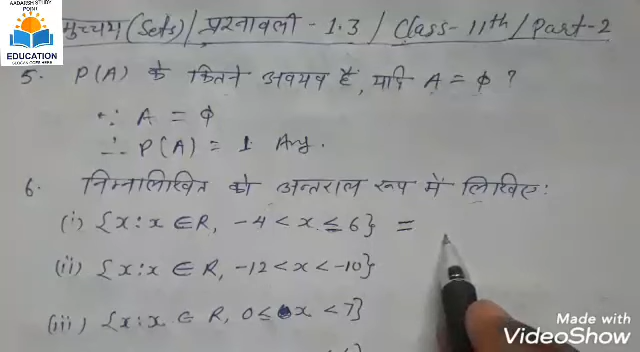 AADARSH STUDY POINT
EDUCATION
समुच्चय (Sets) / प्रश्नावली - 1.3 / Class - 11th / Part-2
5. P(A) के कितने अवयव हैं, यदि A = φ ?
∵ A = φ
∴ P(A) = 1 Ans.
6. निम्नलिखित को अन्तराल रूप में लिखिए:
(i) {x : x ∈ R, -4 < x ≤ 6} =
(ii) {x : x ∈ R, -12 < x < -10}
(iii) {x : x ∈ R, 0 ≤ x < 7}
Made with
VideoShow